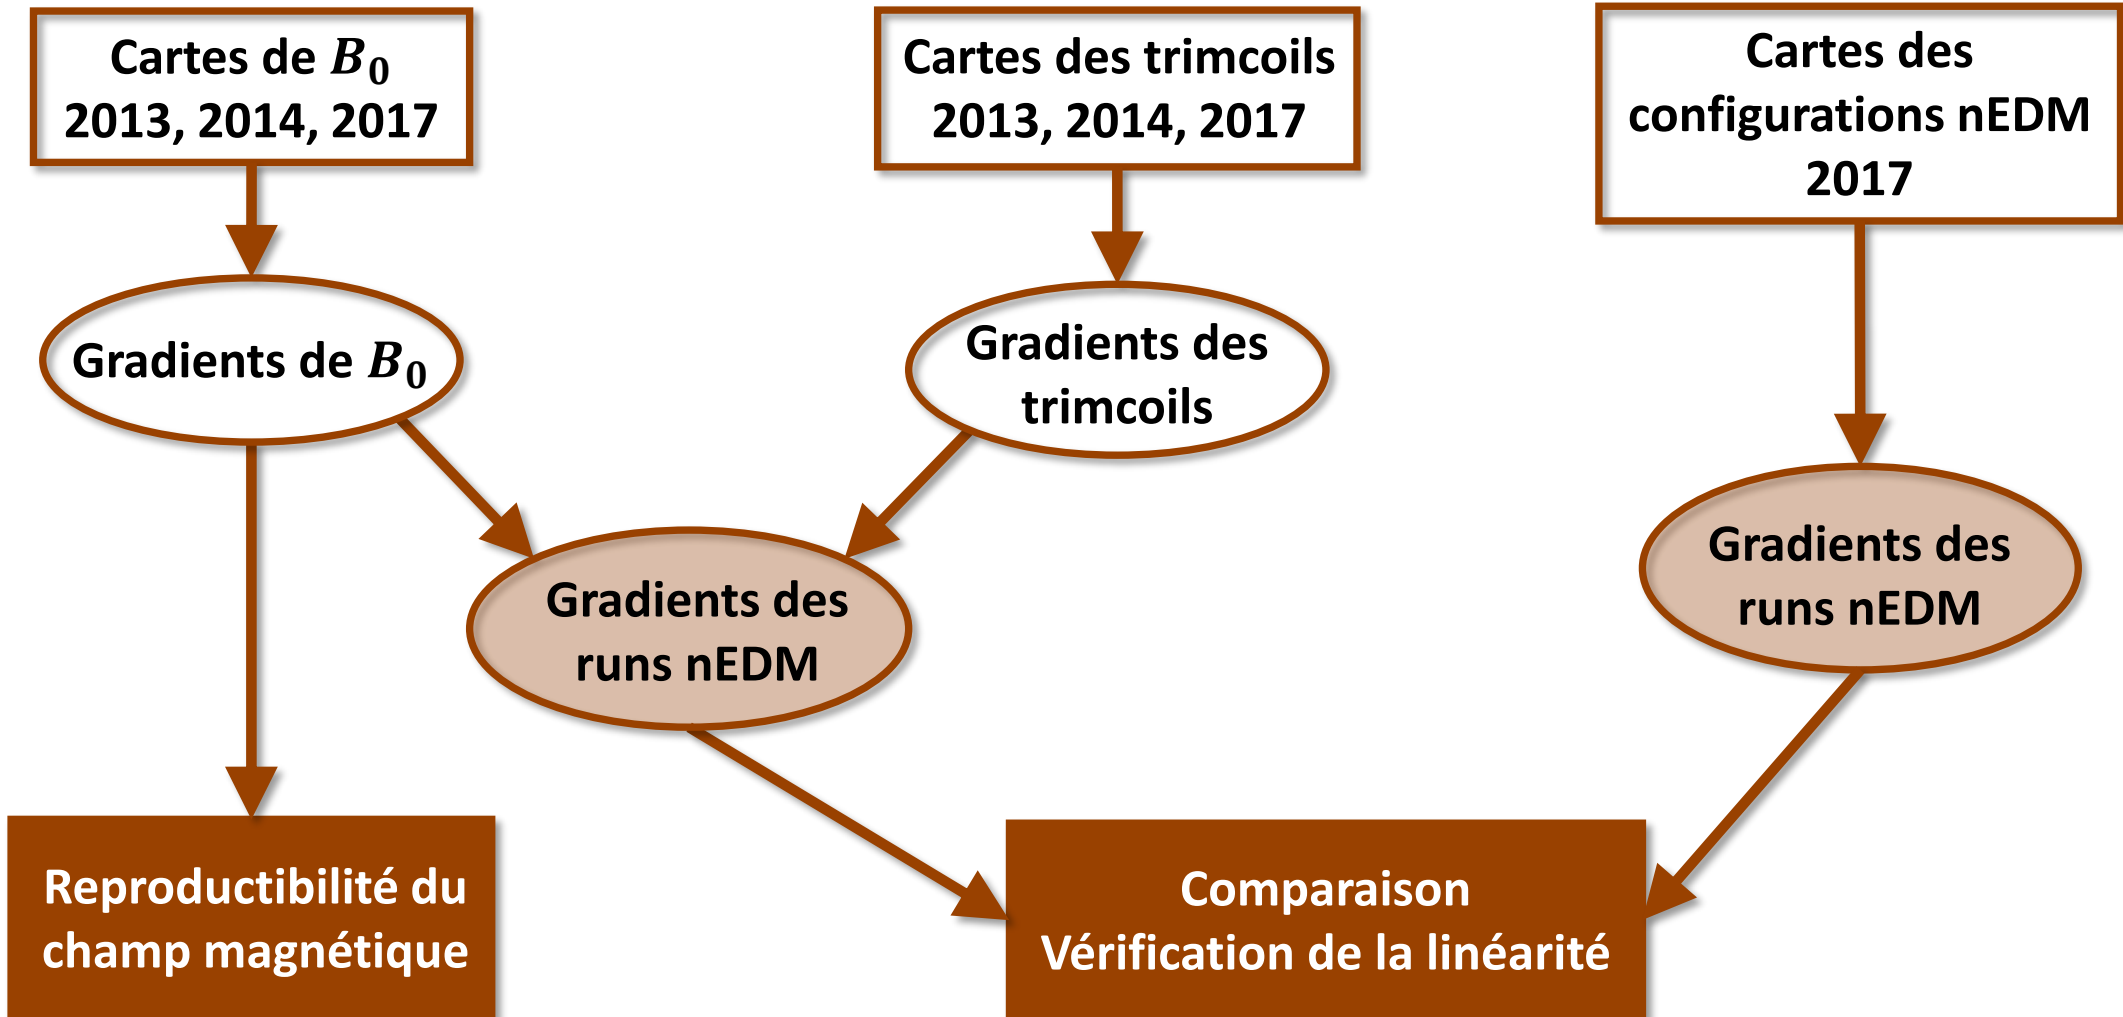 Cartes de B₀
2013, 2014, 2017
Cartes des trimcoils
2013, 2014, 2017
Cartes des
configurations nEDM
2017
Gradients de B₀
Gradients des
trimcoils
Gradients des
runs nEDM
Gradients des
runs nEDM
Reproductibilité du
champ magnétique
Comparaison
Vérification de la linéarité